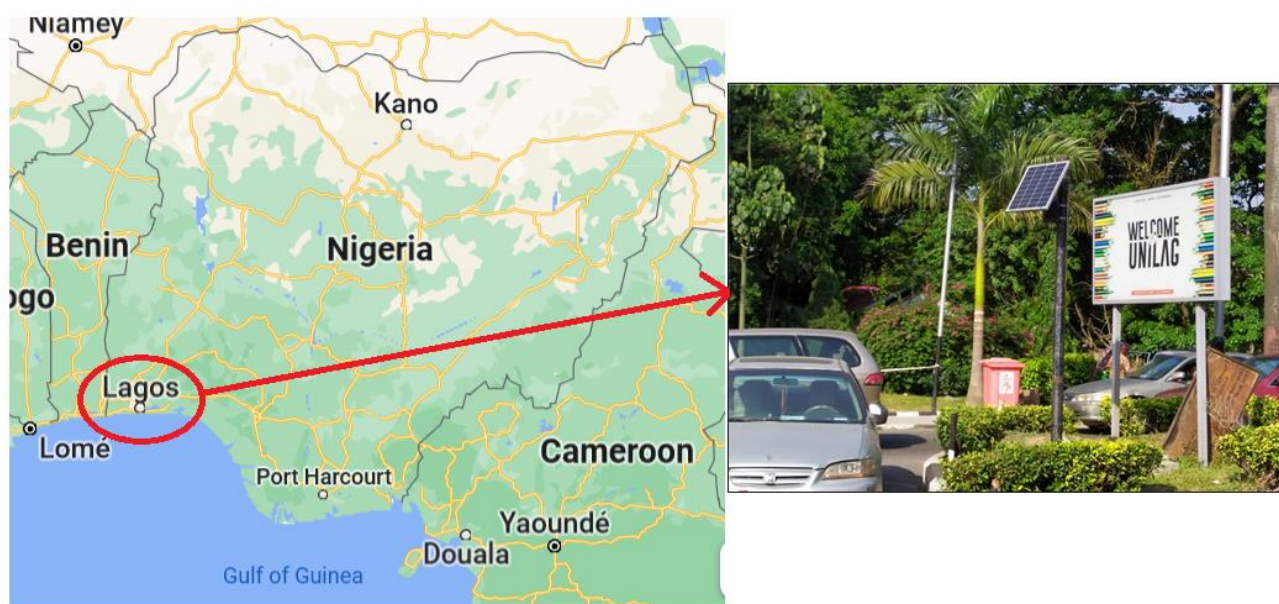 Niamey
Kano
Benin
Nigeria
ogo
Lagos
Lomé
Port Harcourt
Cameroon
Yaoundé
Douala
Gulf of Guinea
WELCOME
UNILAG